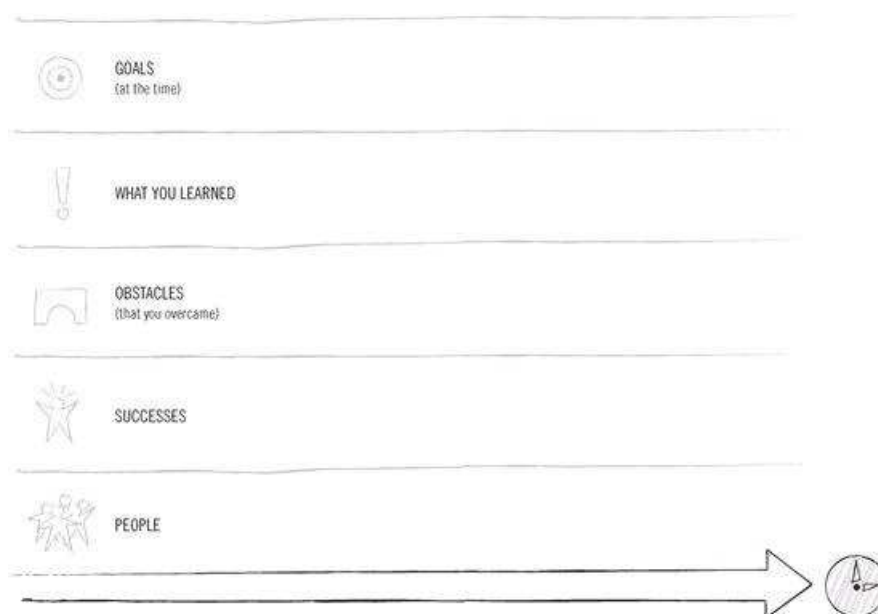 GOALS
(at the time)
WHAT YOU LEARNED
OBSTACLES
(that you overcame)
SUCCESSES
PEOPLE